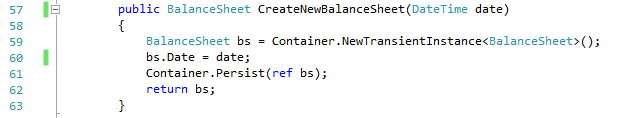 57 public BalanceSheet CreateNewBalanceSheet(DateTime date)
58 {
59 BalanceSheet bs = Container.NewTransientInstance<BalanceSheet>();
60 bs.Date = date;
61 Container.Persist(ref bs);
62 return bs;
63 }